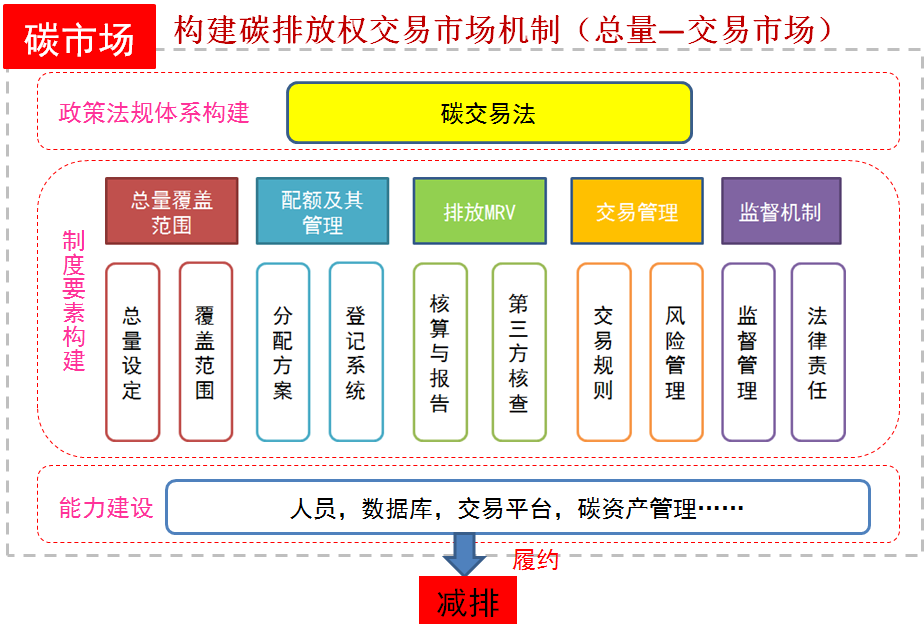 碳市场
构建碳排放权交易市场机制（总量—交易市场）
政策法规体系构建
碳交易法
制度要素构建
总量覆盖
范围
配额及其
管理
排放MRV
交易管理
监督机制
总量设定
覆盖范围
分配方案
登记系统
核算与报告
第三方核查
交易规则
风险管理
监督管理
法律责任
能力建设
人员，数据库，交易平台，碳资产管理……
履约
减排